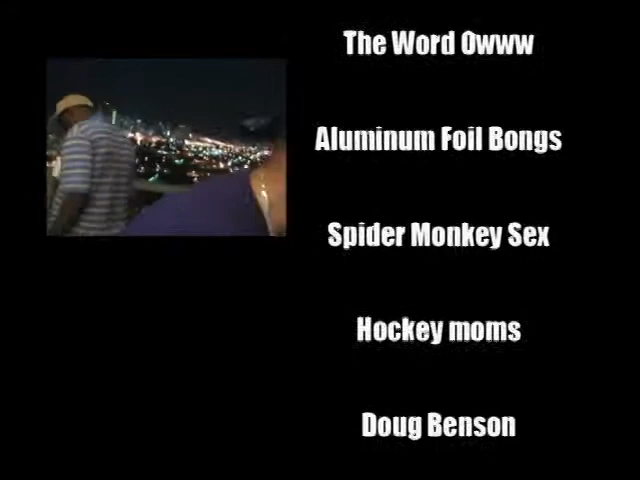 The Word Owww
Aluminum Foil Bongs
Spider Monkey Sex
Hockey moms
Doug Benson